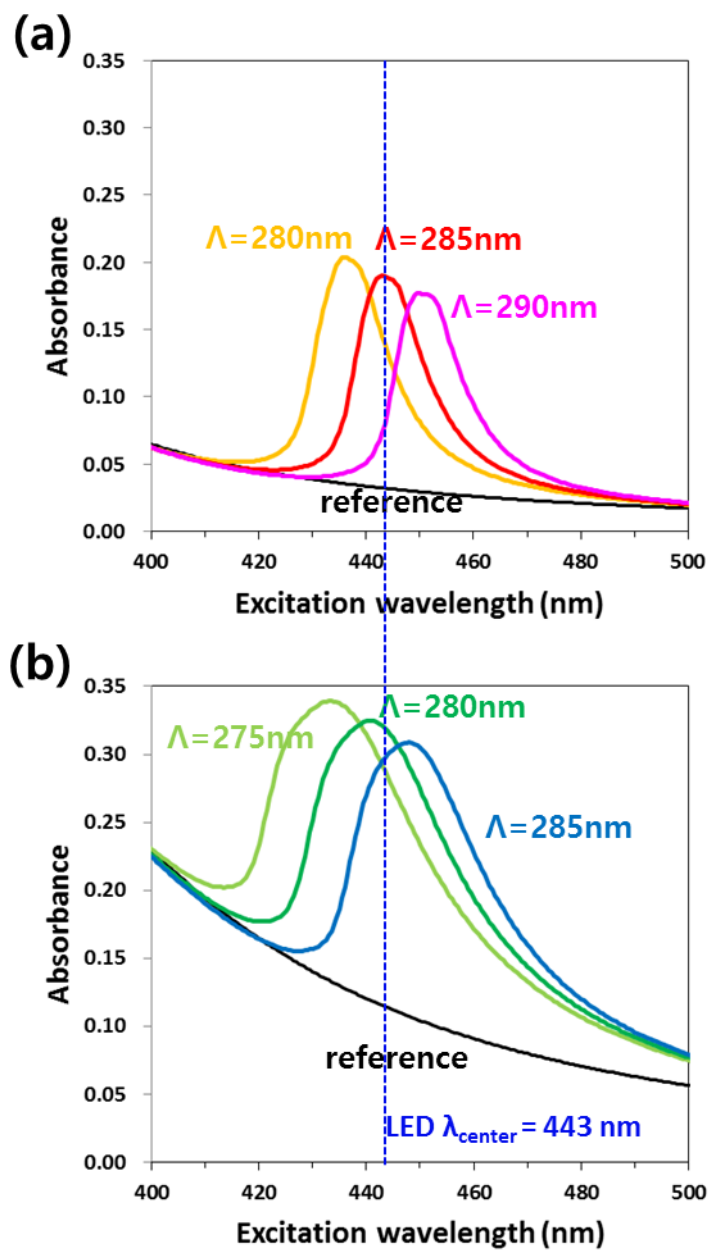 (a)
0.35
0.30
0.25
0.20
0.15
0.10
0.05
0.00
Absorbance
Λ=280nm
Λ=285nm
Λ=290nm
reference
400 420 440 460 480 500
Excitation wavelength (nm)
(b)
0.35
0.30
0.25
0.20
0.15
0.10
0.05
0.00
Absorbance
Λ=275nm
Λ=280nm
Λ=285nm
reference
LED λcenter = 443 nm
400 420 440 460 480 500
Excitation wavelength (nm)